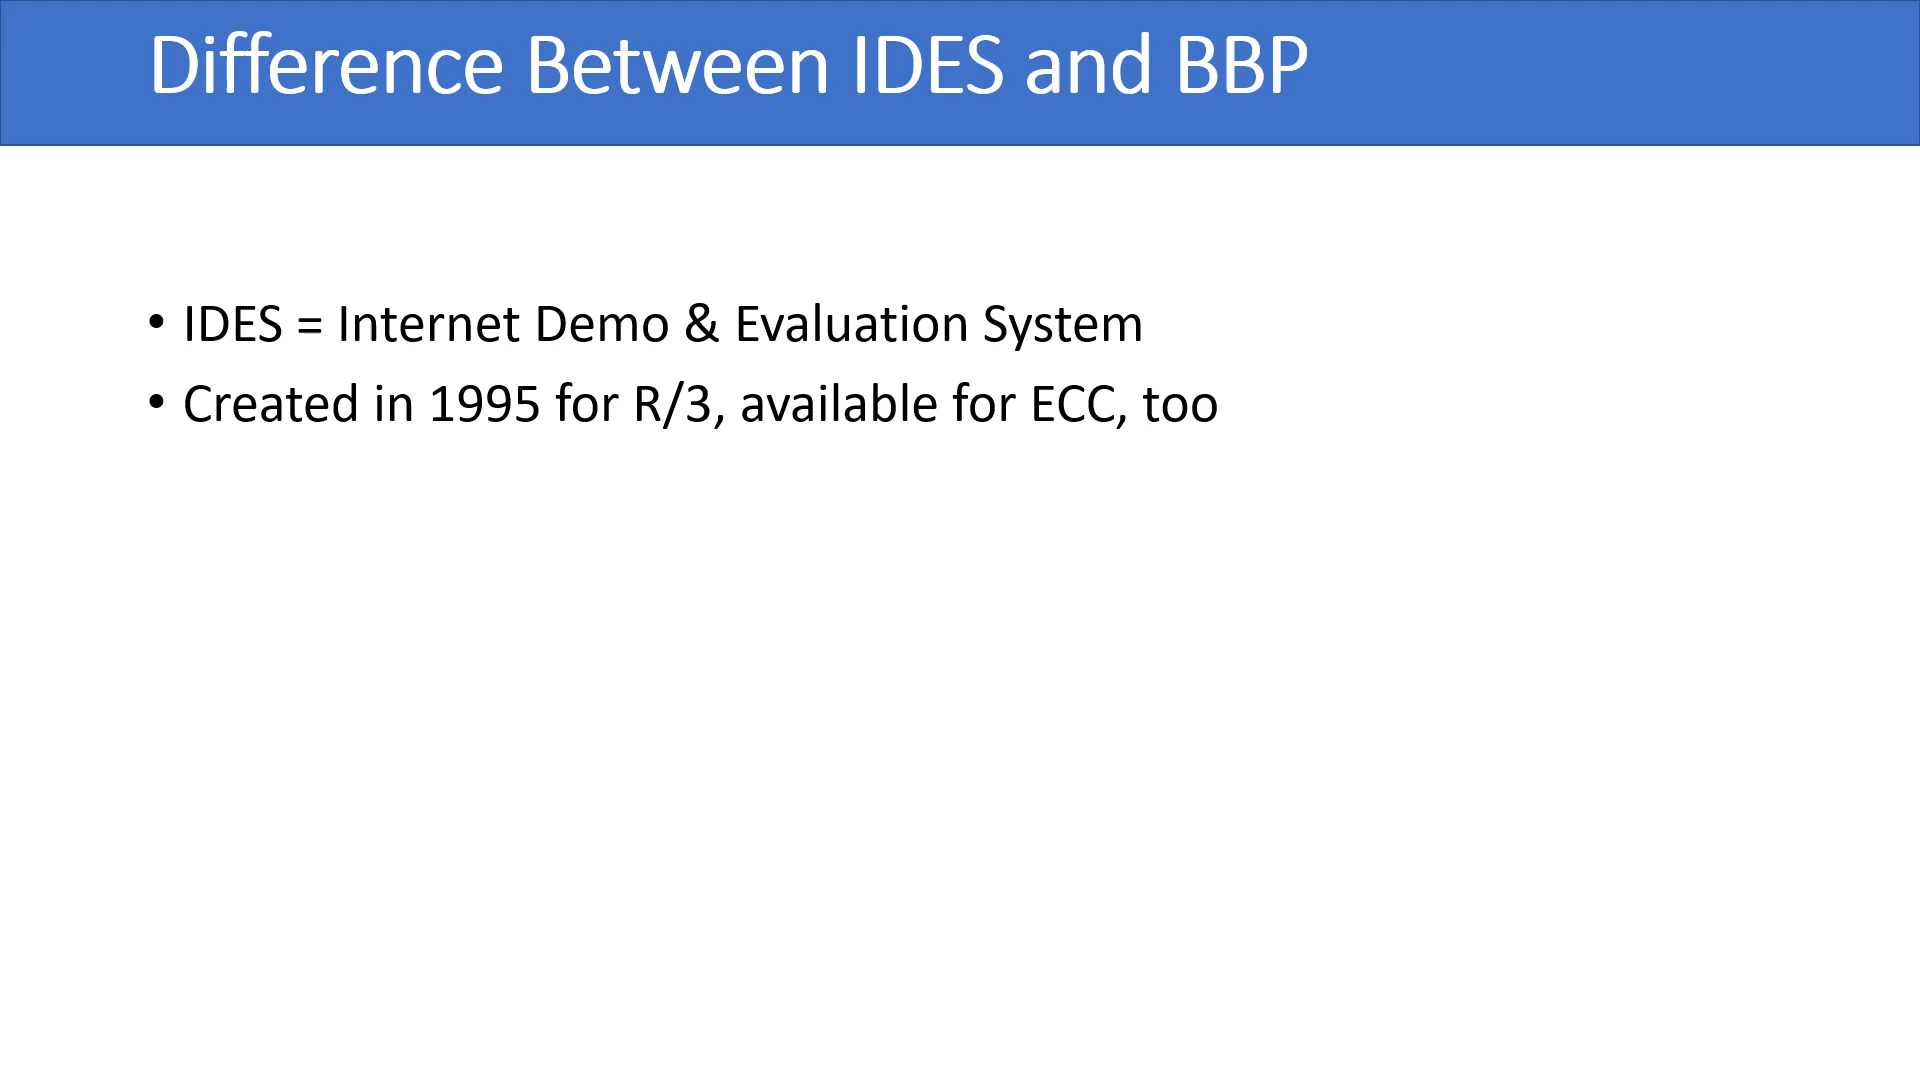 Difference Between IDES and BBP
• IDES = Internet Demo & Evaluation System
• Created in 1995 for R/3, available for ECC, too